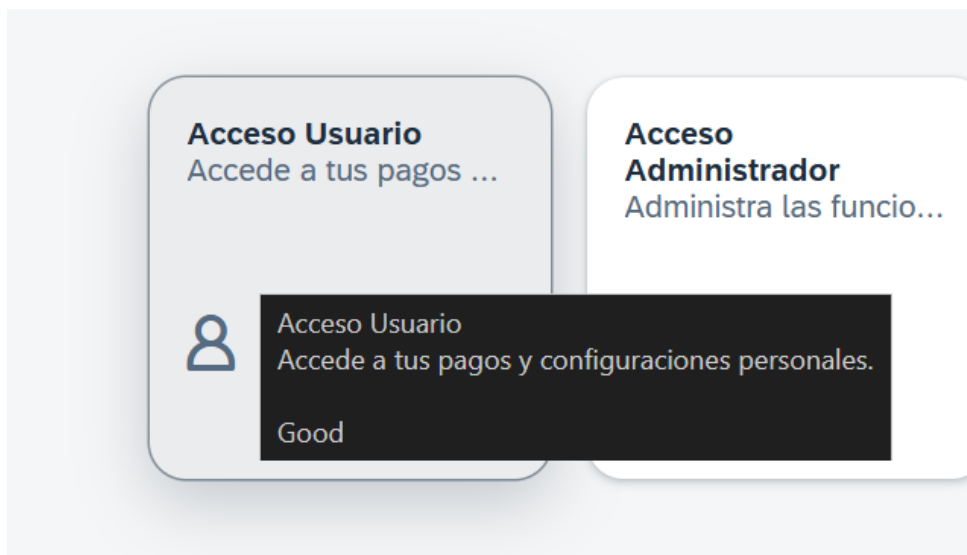 Acceso Usuario
Accede a tus pagos ...
Acceso
Administrador
Administra las funcio...
Acceso Usuario
Accede a tus pagos y configuraciones personales.
Good